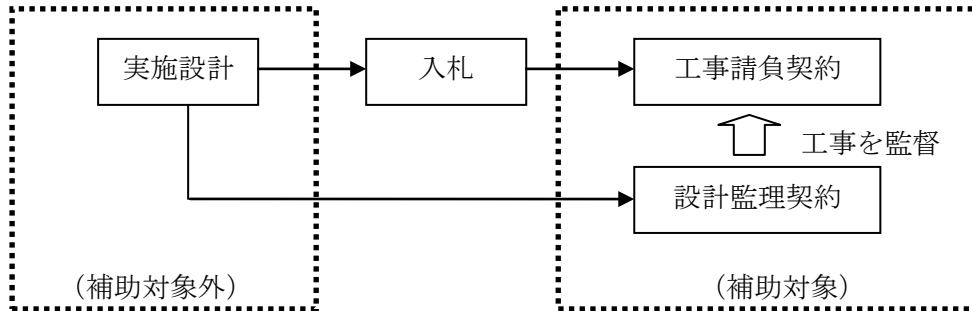 実施設計
入札
工事請負契約
工事を監督
設計監理契約
（補助対象外）
（補助対象）